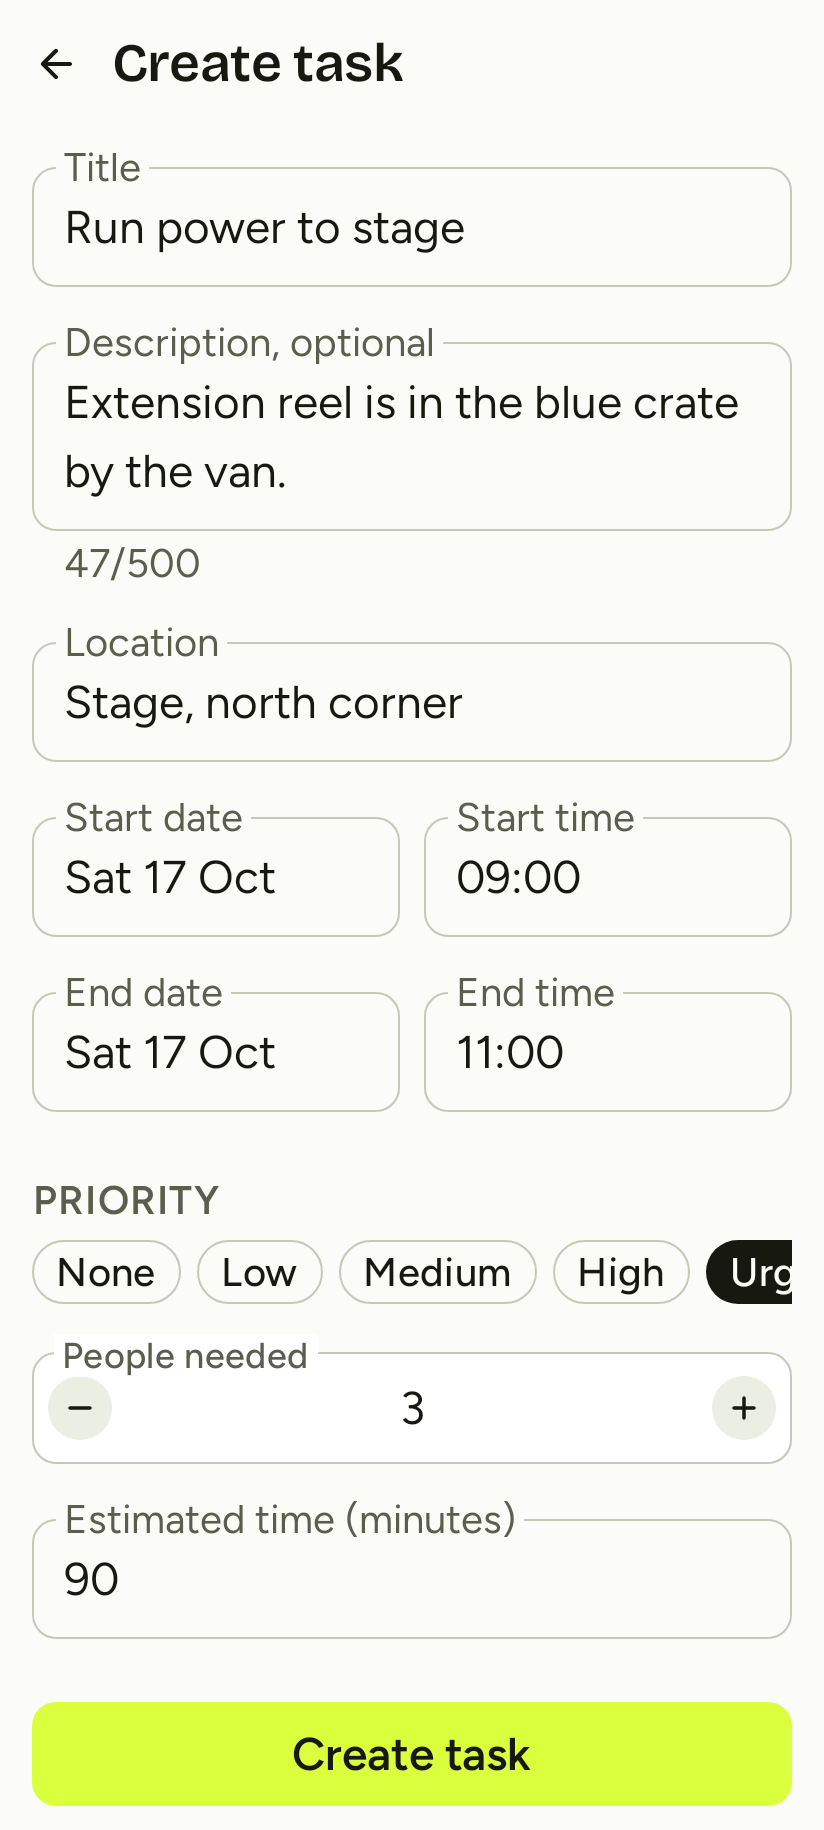 Create task
Title
Run power to stage
Description, optional
Extension reel is in the blue crate
by the van.
47/500
Location
Stage, north corner
Start date
Start time
Sat 17 Oct
09:00
End date
End time
Sat 17 Oct
11:00
PRIORITY
None Low Medium High Urg
People needed
− 3 +
Estimated time (minutes)
90
Create task